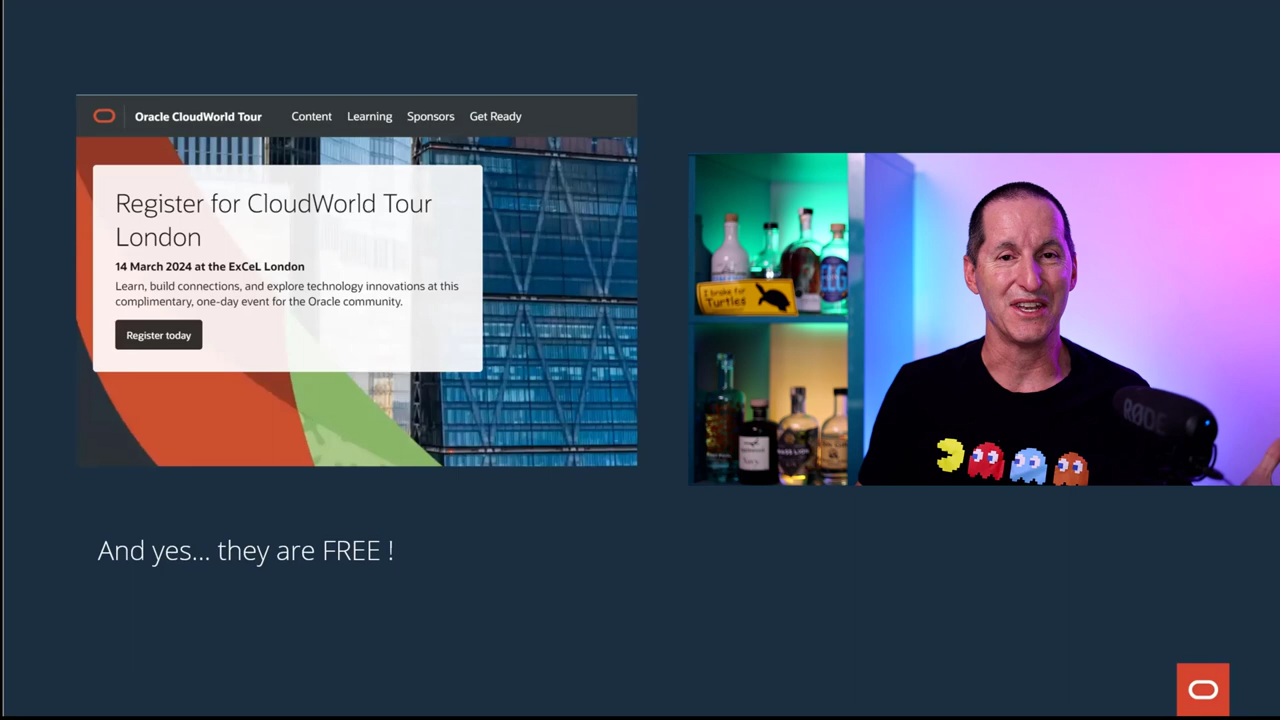 Oracle CloudWorld Tour Content Learning Sponsors Get Ready
Register for CloudWorld Tour
London
14 March 2024 at the ExCeL London
Learn, build connections, and explore technology innovations at this
complimentary, one-day event for the Oracle community.
Register today
I brake for
Turtles
RØDE
And yes... they are FREE !